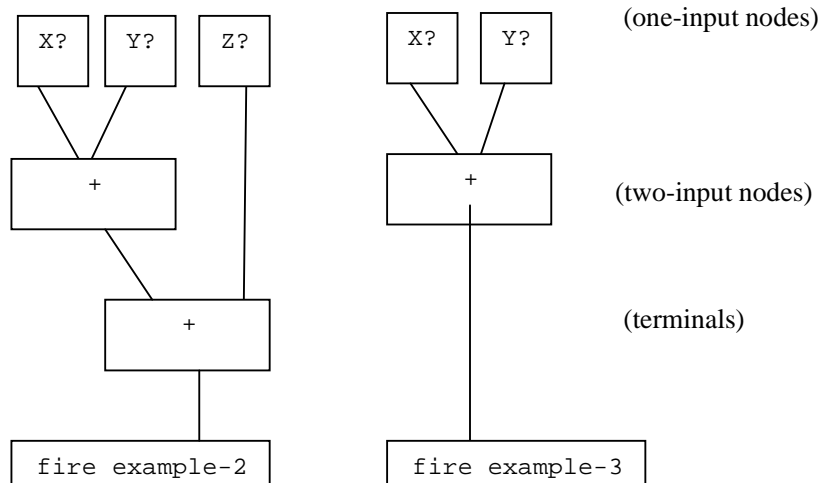 X? Y? Z? X? Y? (one-input nodes)
+ + (two-input nodes)
+ (terminals)
fire example-2 fire example-3